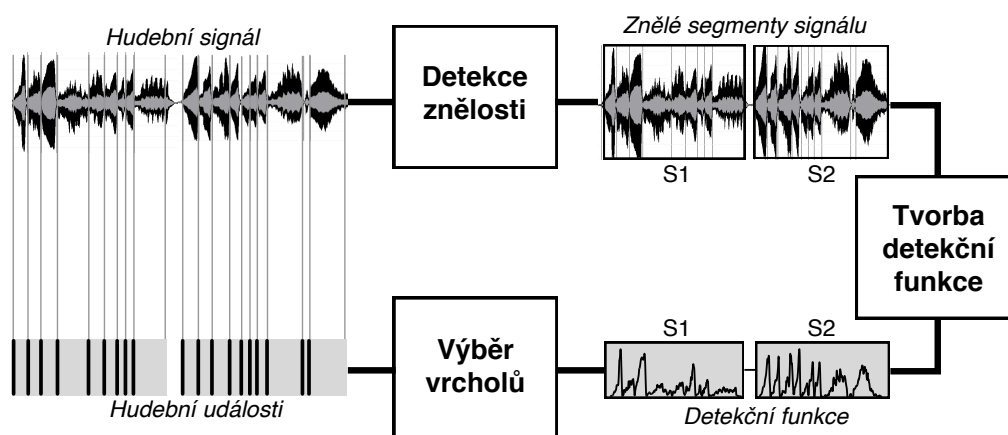 Hudební signál
Detekce
znělosti
Znělé segmenty signálu
S1
S2
Tvorba
detekční
funkce
S1
S2
Detekční funkce
Výběr
vrcholů
Hudební události